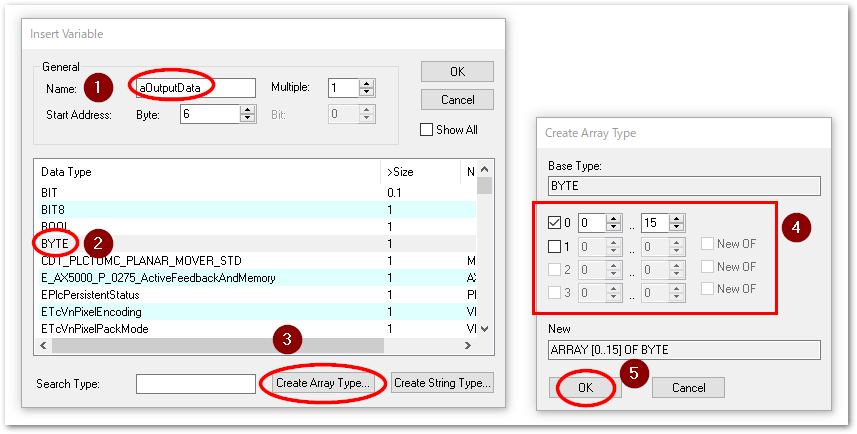 Insert Variable
General
Name: 1 aOutputData Multiple: 1 OK
Start Address: Byte: 6 Bit: 0 Cancel
Show All
Data Type >Size N
BIT 0.1
BIT8 1
BOOL 1
BYTE 2 1
CDT_PLCTOMC_PLANAR_MOVER_STD 1 M
E_AX5000_P_0275_ActiveFeedbackAndMemory 1 A
EPlcPersistentStatus 1 Pl
ETcVnPixelEncoding 1 VI
ETcVnPixelPackMode 1 VI
3
Search Type: Create Array Type... Create String Type...
Create Array Type
Base Type:
BYTE
0 0 .. 15 4
1 0 .. 0 New OF
2 0 .. 0 New OF
3 0 .. 0 New OF
New
ARRAY [0..15] OF BYTE
5
OK Cancel